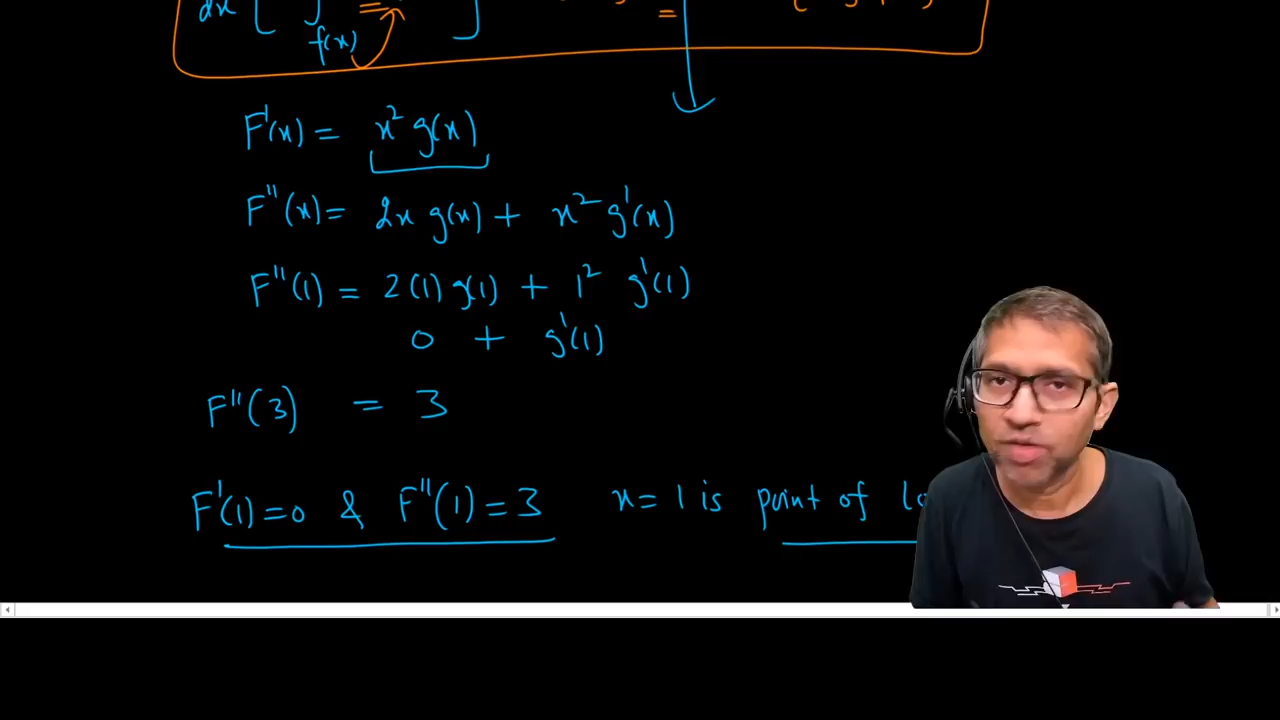 dx
f(x)
F'(x) = x² g(x)
F''(x) = 2x g(x) + x² g'(x)
F''(1) = 2(1) g(1) + 1² g'(1)
0 + g'(1)
F''(3) = 3
F'(1) = 0 & F''(1) = 3 x = 1 is point of